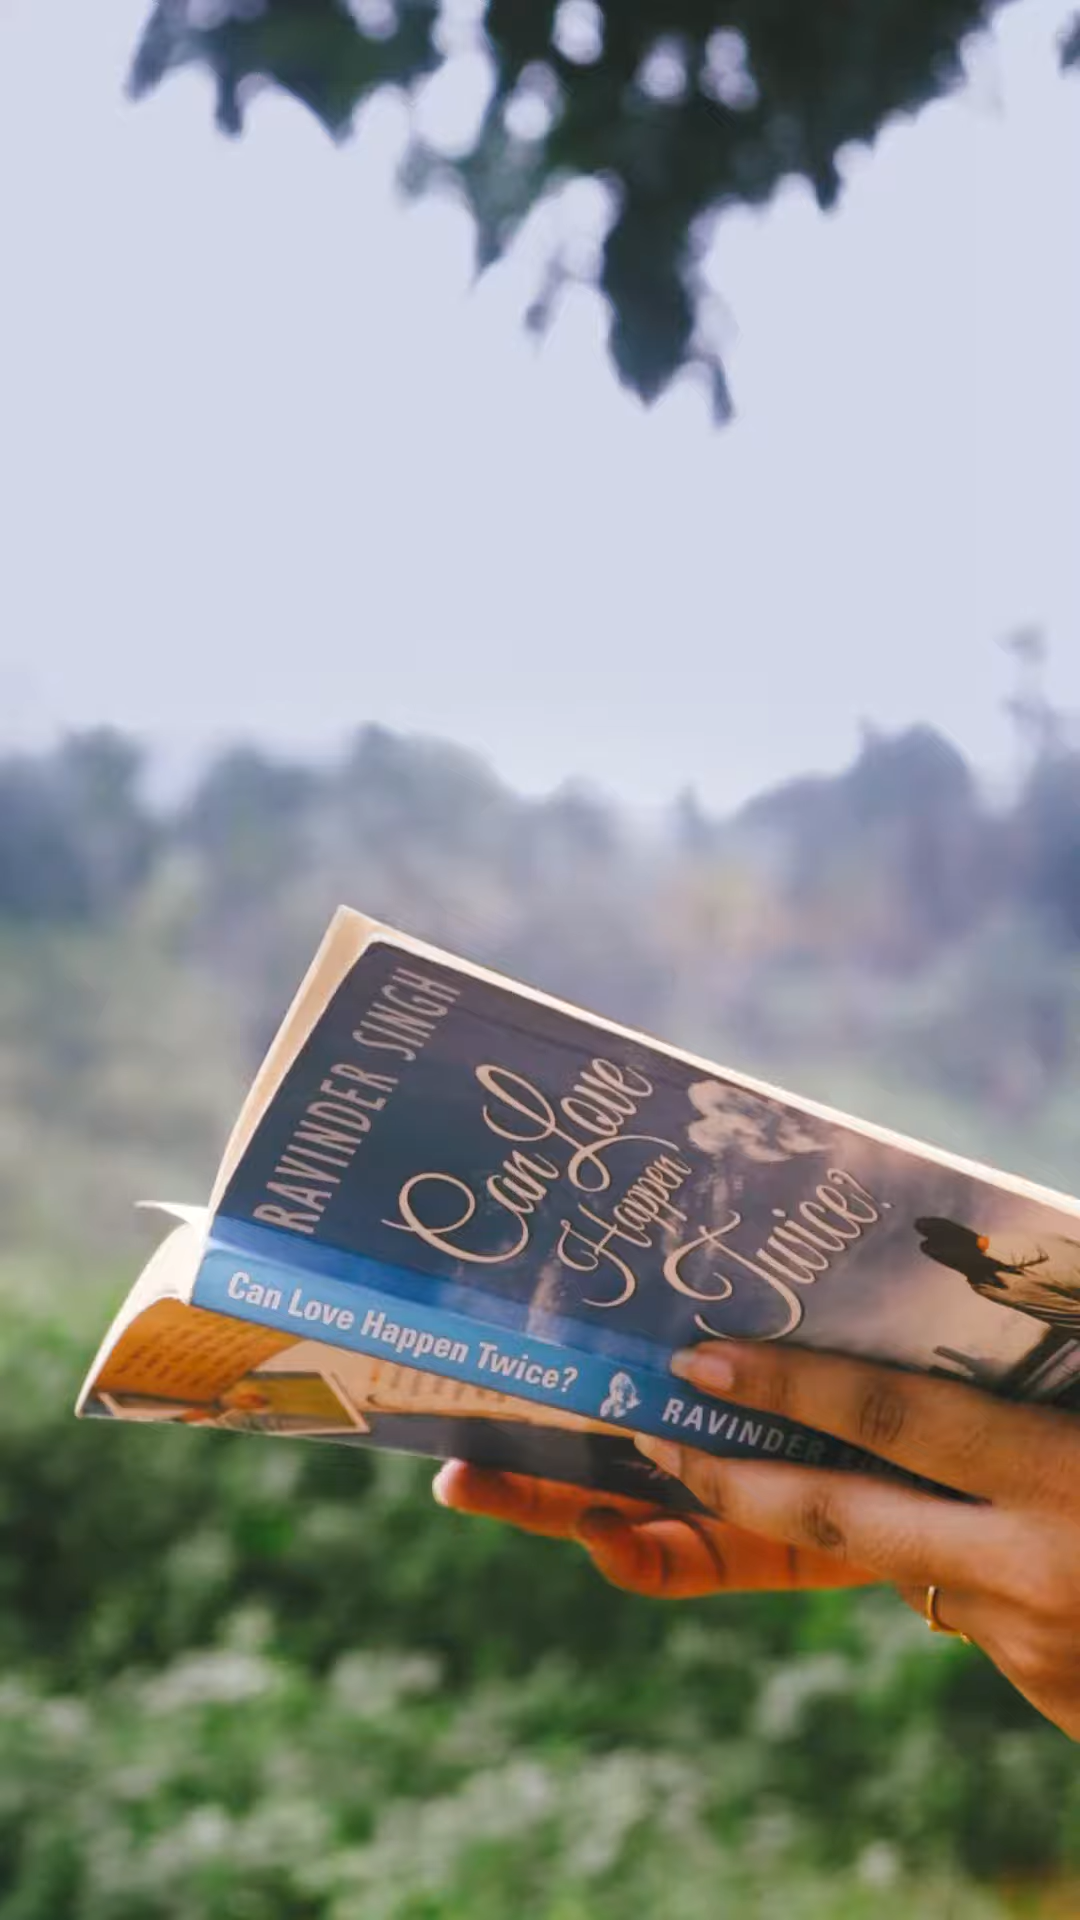 RAVINDER SINGH
Can Love
Happen
Twice?
Can Love Happen Twice? RAVINDER